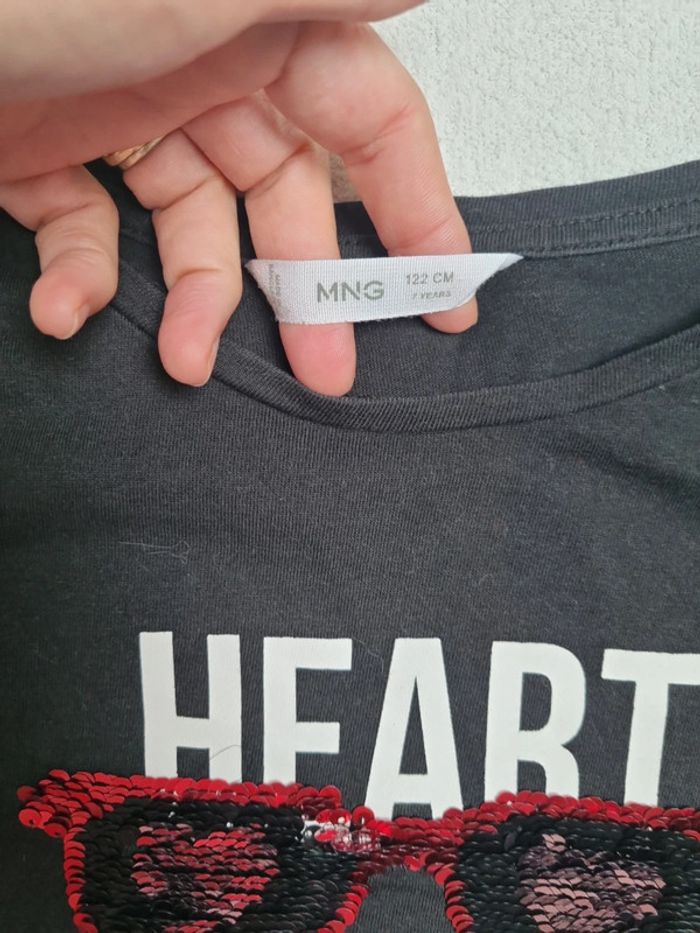 MNG
122 CM
7 YEARS
HEART